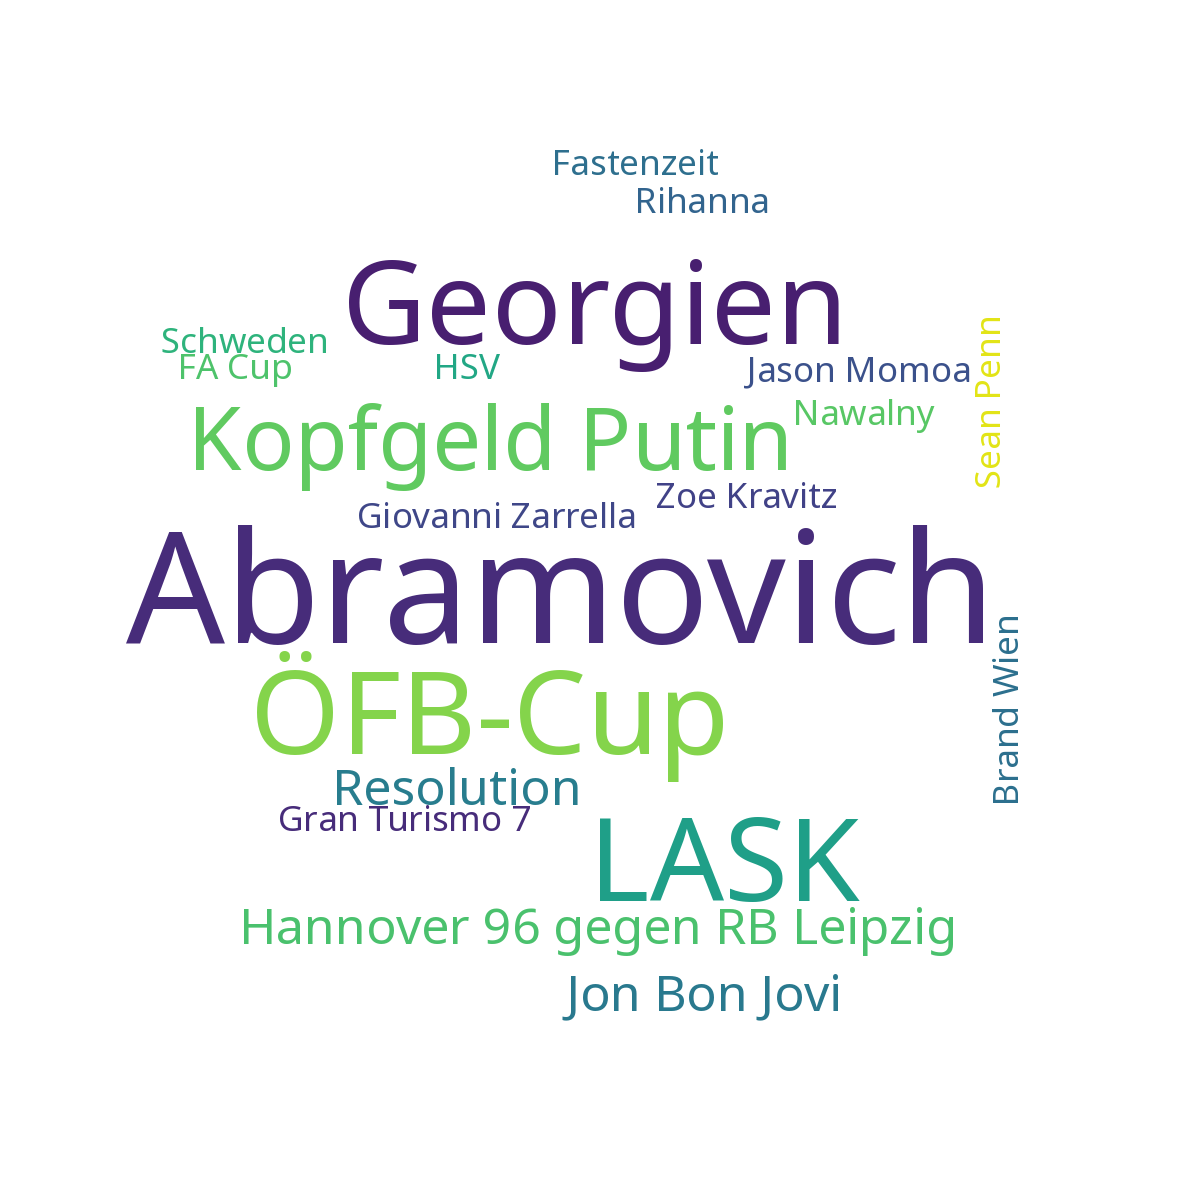 Fastenzeit
Rihanna
Georgien
Schweden
FA Cup
HSV
Jason Momoa
Sean Penn
Kopfgeld Putin
Nawalny
Zoe Kravitz
Giovanni Zarrella
Abramovich
ÖFB-Cup
Brand Wien
Resolution
Gran Turismo 7
LASK
Hannover 96 gegen RB Leipzig
Jon Bon Jovi